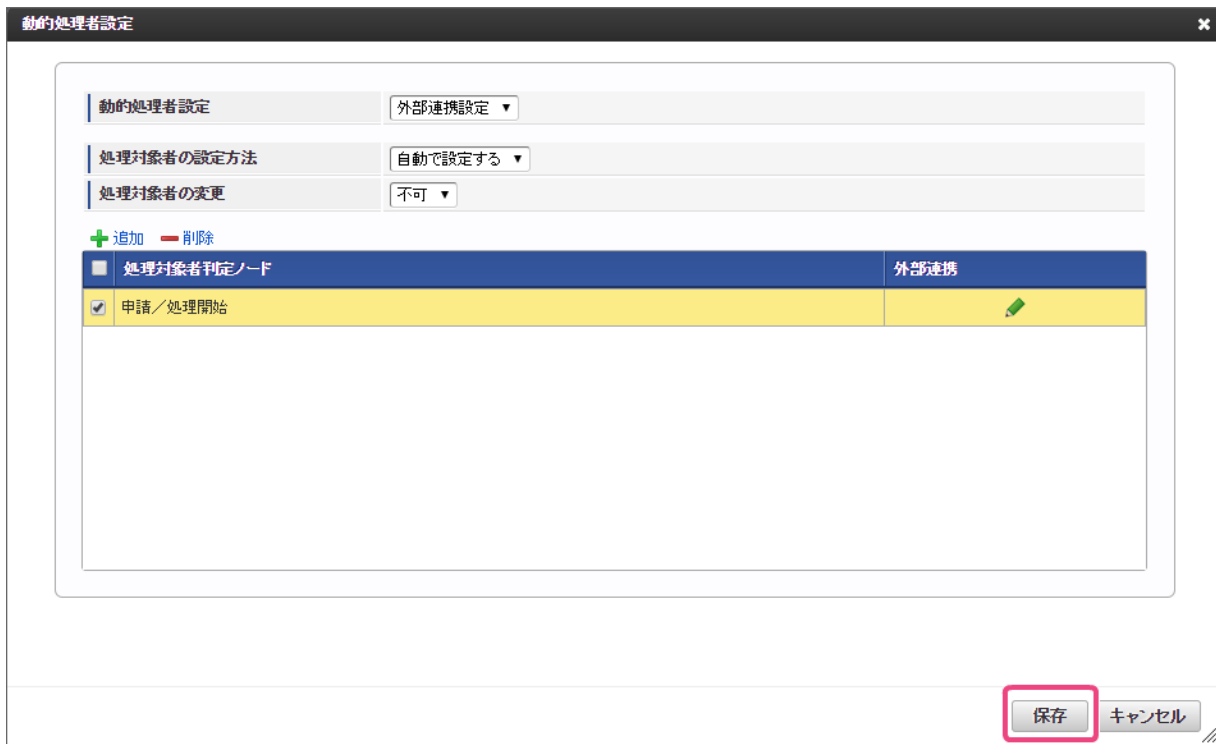 動的処理者設定
動的処理者設定 外部連携設定
処理対象者の設定方法 自動で設定する
処理対象者の変更 不可
追加 削除
処理対象者判定ノード 外部連携
申請／処理開始
保存 キャンセル